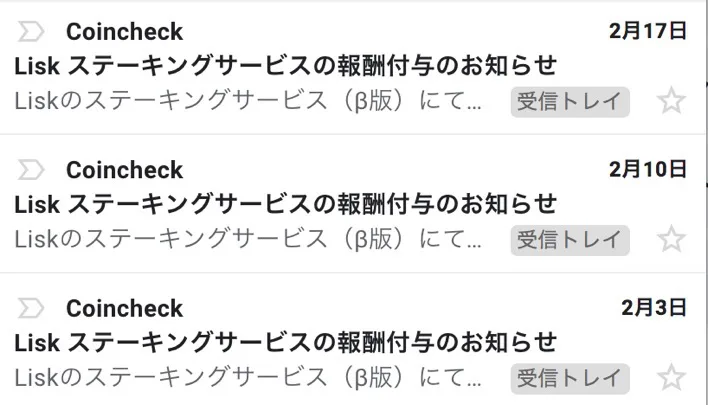 Coincheck 2月17日
Lisk ステーキングサービスの報酬付与のお知らせ
Liskのステーキングサービス（β版）にて... 受信トレイ
Coincheck 2月10日
Lisk ステーキングサービスの報酬付与のお知らせ
Liskのステーキングサービス（β版）にて... 受信トレイ
Coincheck 2月3日
Lisk ステーキングサービスの報酬付与のお知らせ
Liskのステーキングサービス（β版）にて... 受信トレイ